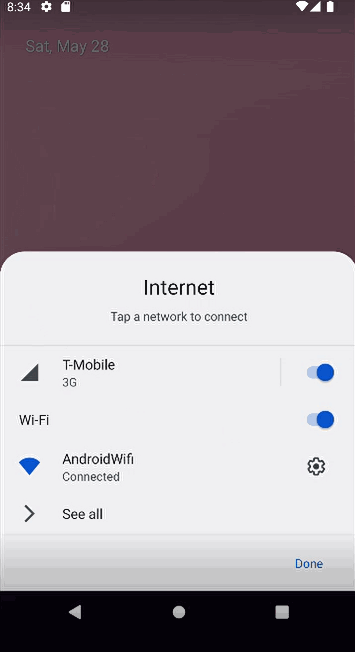 8:34
Sat, May 28
Internet
Tap a network to connect
T-Mobile
3G
Wi-Fi
AndroidWifi
Connected
See all
Done